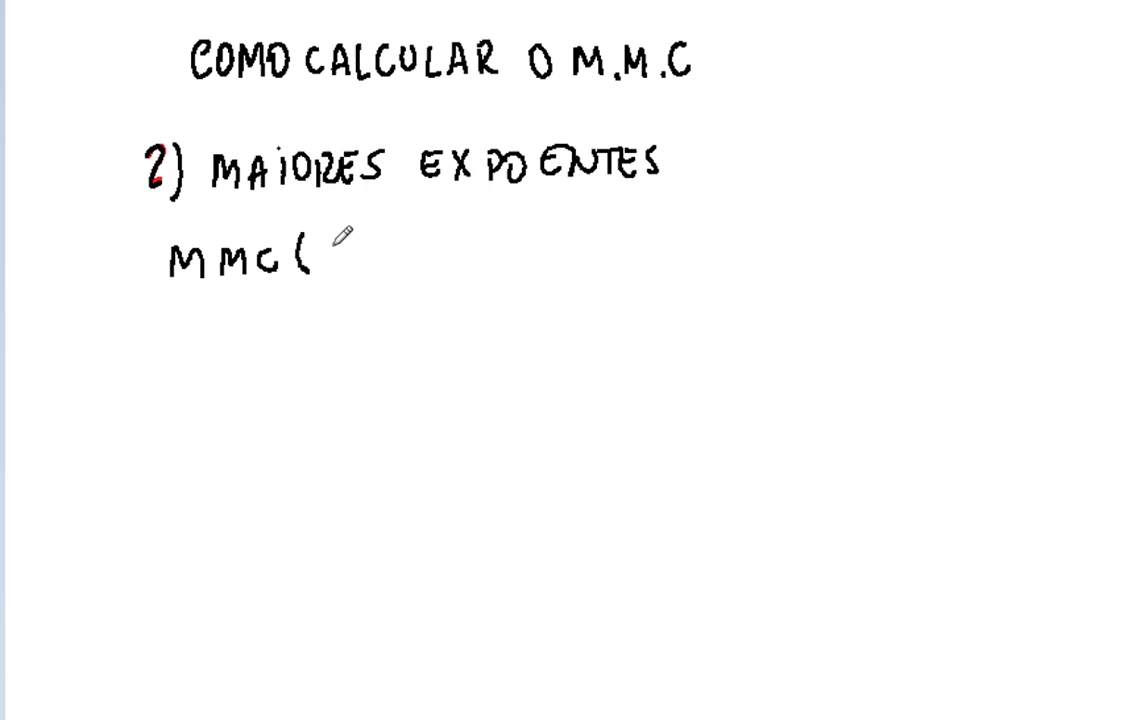 COMO CALCULAR O M.M.C
2) MAIORES EXPOENTES
MMC (